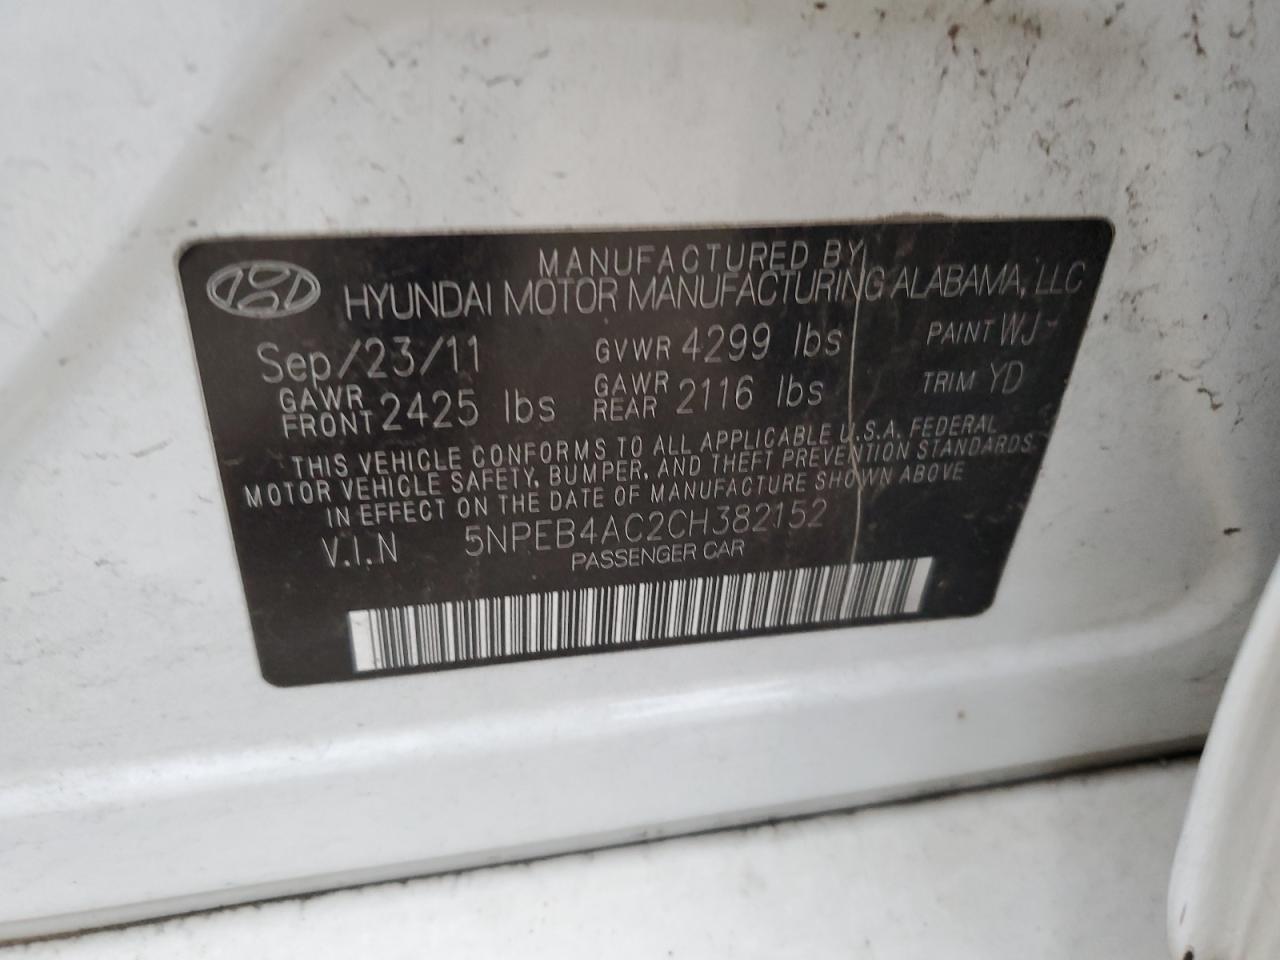 MANUFACTURED BY
HYUNDAI MOTOR MANUFACTURING ALABAMA, LLC
Sep/23/11 GVWR 4299 lbs PAINT WJ-
GAWR FRONT 2425 lbs GAWR REAR 2116 lbs TRIM YD
THIS VEHICLE CONFORMS TO ALL APPLICABLE U.S.A. FEDERAL
MOTOR VEHICLE SAFETY, BUMPER, AND THEFT PREVENTION STANDARDS
IN EFFECT ON THE DATE OF MANUFACTURE SHOWN ABOVE
V.I.N 5NPEB4AC2CH382152
PASSENGER CAR